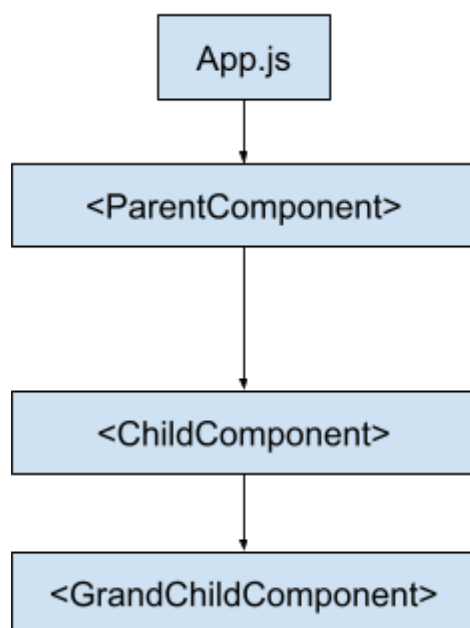 App.js
<ParentComponent>
<ChildComponent>
<GrandChildComponent>